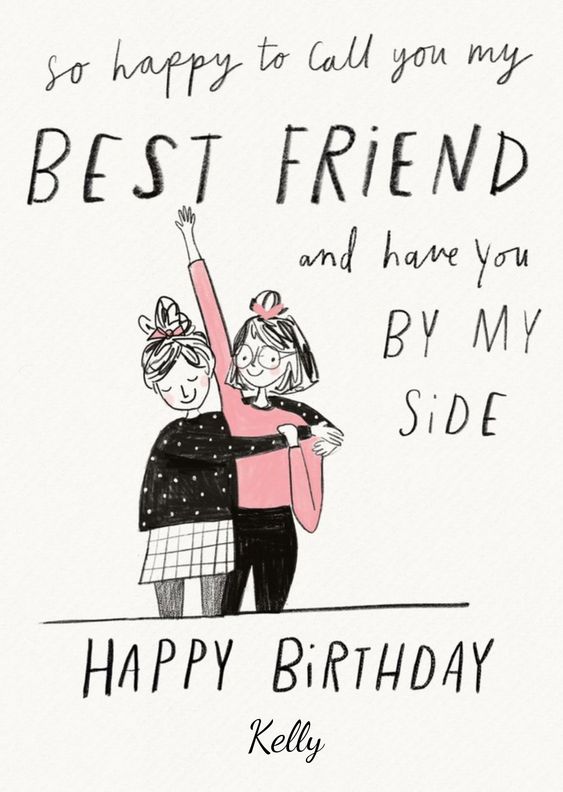 so happy to call you my
BEST FRiEND
and have you
BY MY
SiDE
HAPPY BiRTHDAY
Kelly